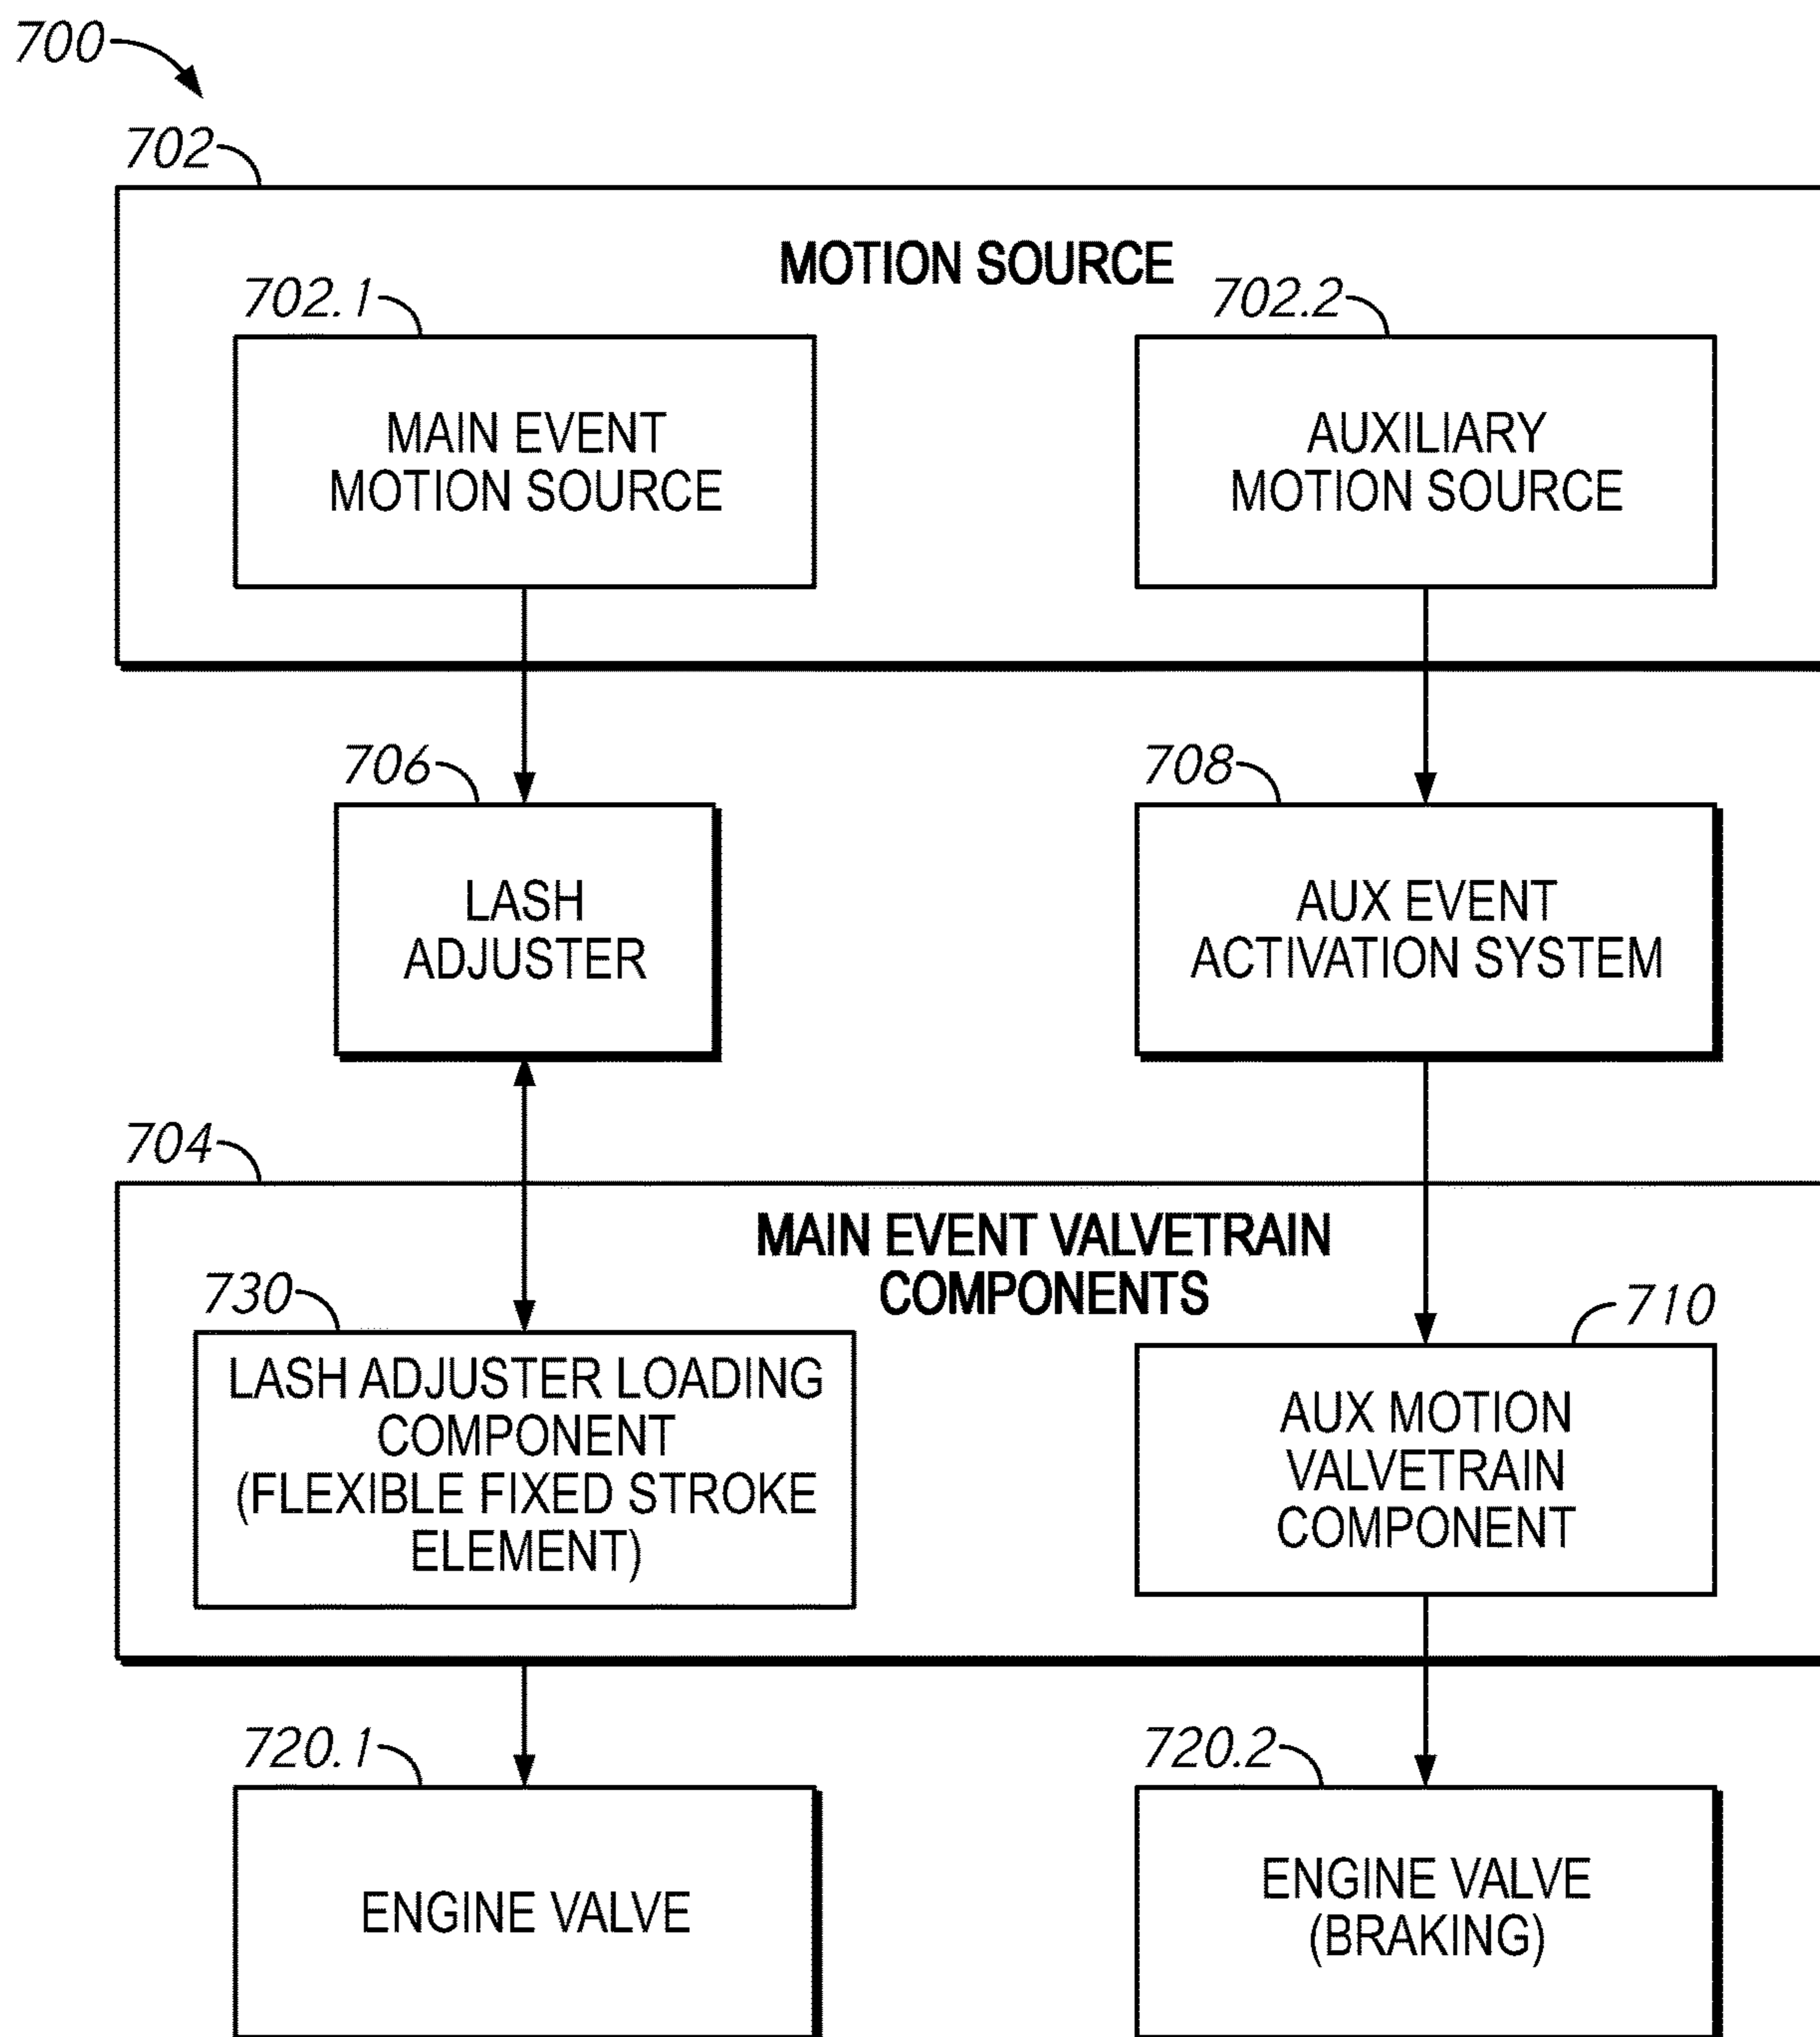 700
702
MOTION SOURCE
702.1
702.2
MAIN EVENT
MOTION SOURCE
AUXILIARY
MOTION SOURCE
706
708
LASH
ADJUSTER
AUX EVENT
ACTIVATION SYSTEM
704
MAIN EVENT VALVETRAIN
COMPONENTS
730
710
LASH ADJUSTER LOADING
COMPONENT
(FLEXIBLE FIXED STROKE
ELEMENT)
AUX MOTION
VALVETRAIN
COMPONENT
720.1
720.2
ENGINE VALVE
ENGINE VALVE
(BRAKING)